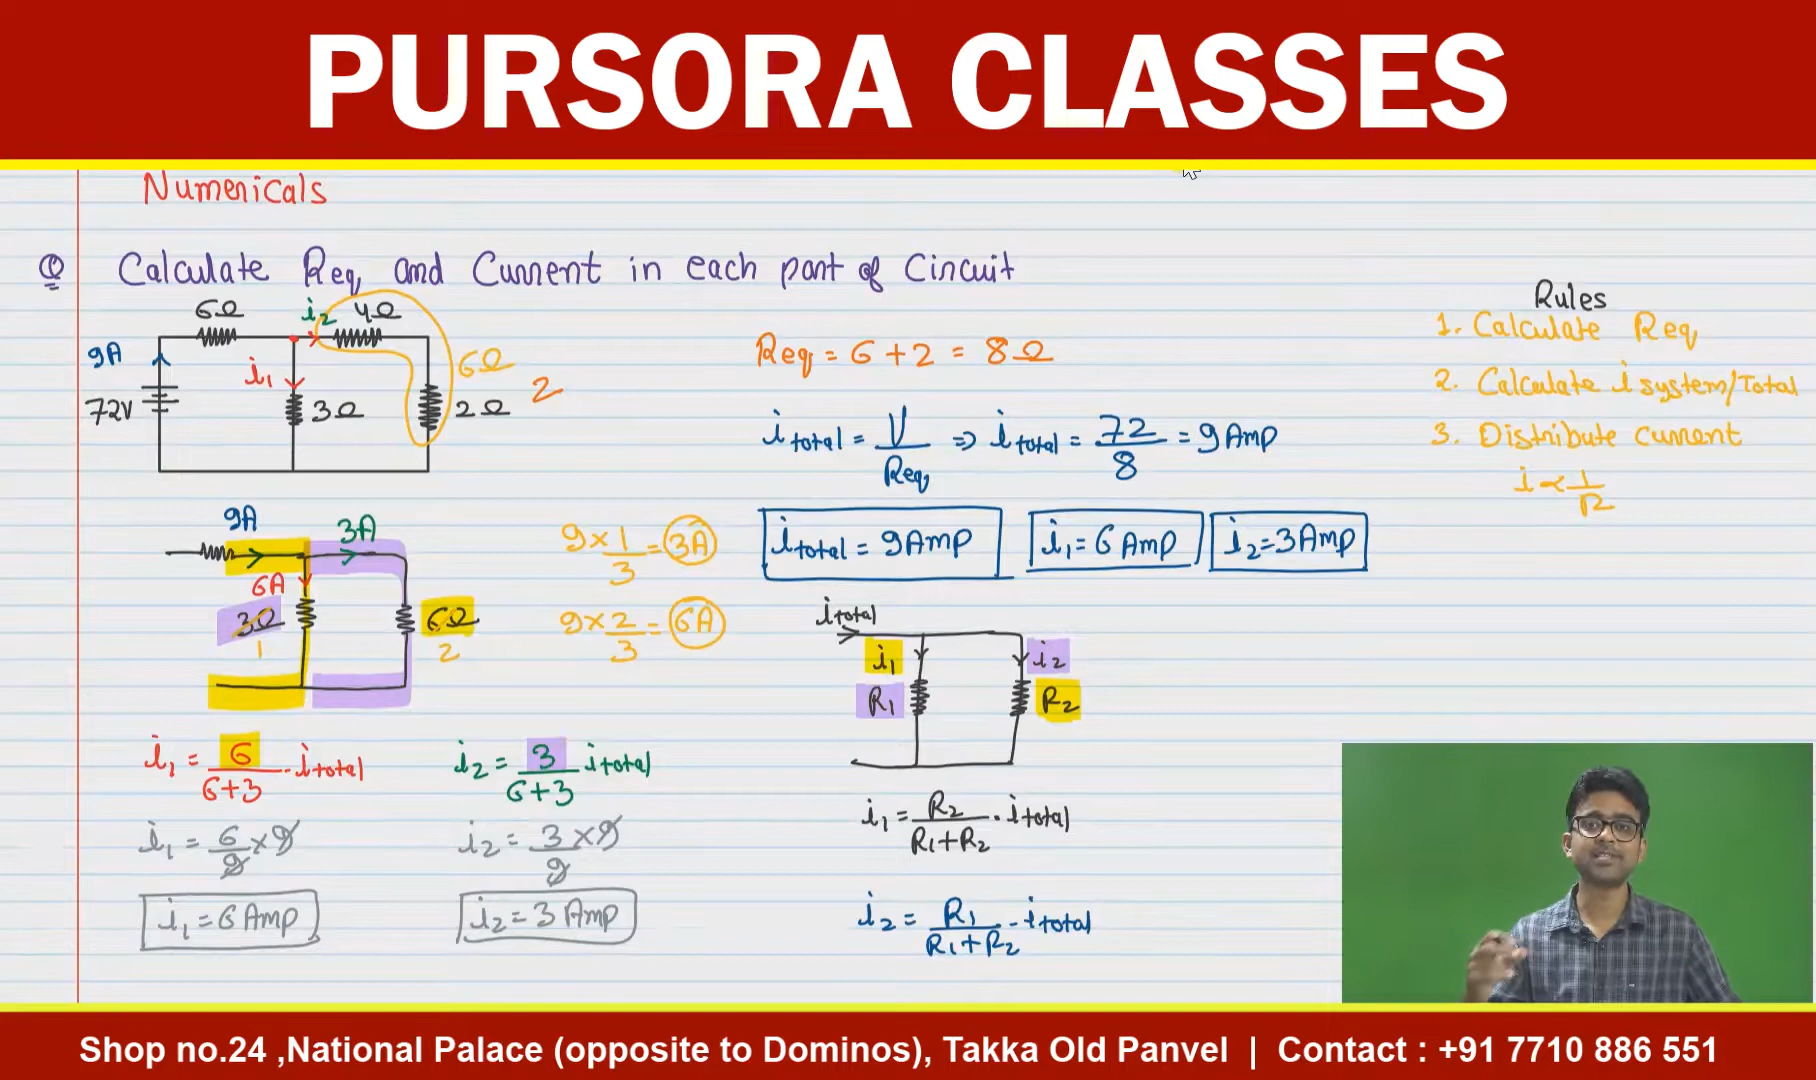 PURSORA CLASSES
Numericals
Q Calculate Req and Current in each part of Circuit
6Ω
i2
4Ω
9A
72V
i1
3Ω
6Ω
2Ω
2
Req = 6 + 2 = 8Ω
i total = V/Req ⇒ i total = 72/8 = 9 Amp
Rules
1. Calculate Req
2. Calculate i system/Total
3. Distribute current
i ∝ 1/R
9A
3A
6A
3Ω
1
6Ω
2
9 × 1/3 = 3A
9 × 2/3 = 6A
i total = 9 Amp
i1 = 6 Amp
i2 = 3 Amp
i total
i1
i2
R1
R2
i1 = 6/6+3 . i total
i2 = 3/6+3 i total
i1 = 6/9 × 9
i2 = 3 × 9/9
i1 = 6 Amp
i2 = 3 Amp
i1 = R2/R1+R2 . i total
i2 = R1/R1+R2 . i total
Shop no.24 ,National Palace (opposite to Dominos), Takka Old Panvel | Contact : +91 7710 886 551